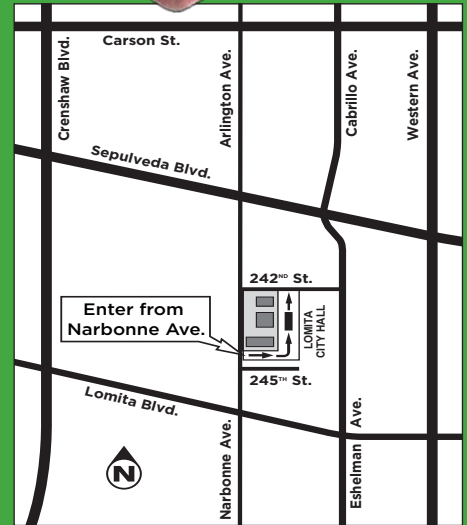 Carson St.
Crenshaw Blvd.
Arlington Ave.
Cabrillo Ave.
Western Ave.
Sepulveda Blvd.
242ND St.
Enter from
Narbonne Ave.
LOMITA
CITY HALL
245TH St.
Lomita Blvd.
Narbonne Ave.
Eshelman Ave.
N